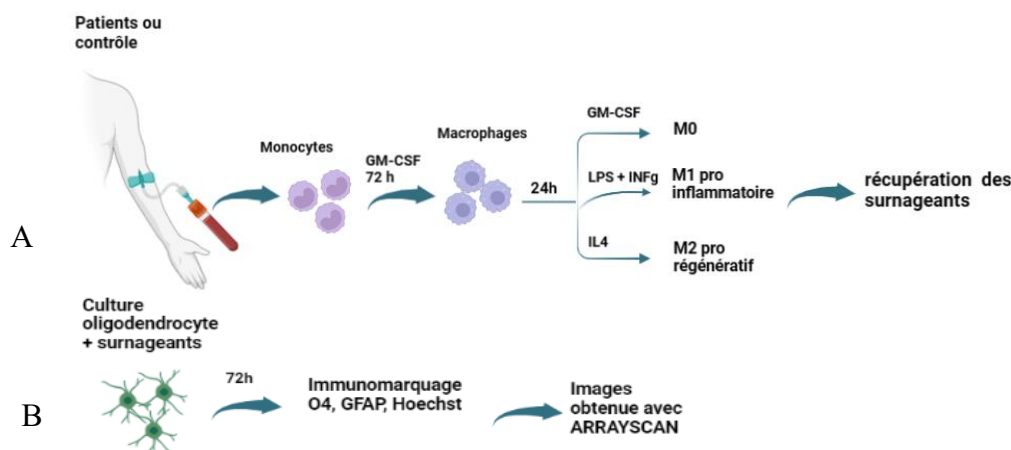 Patients ou
contrôle
Monocytes
GM-CSF
72 h
Macrophages
24h
GM-CSF
M0
LPS + INFg
M1 pro
inflammatoire
IL4
M2 pro
régénératif
récupération des
surnageants
A
Culture
oligodendrocyte
+ surnageants
72h
Immunomarquage
O4, GFAP, Hoechst
Images
obtenue avec
ARRAYSCAN
B